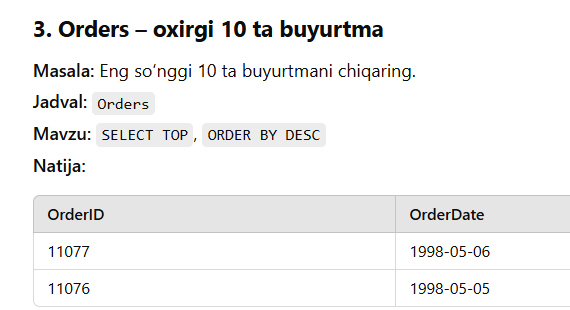 3. Orders – oxirgi 10 ta buyurtma
Masala: Eng so‘nggi 10 ta buyurtmani chiqaring.
Jadval: Orders
Mavzu: SELECT TOP, ORDER BY DESC
Natija:
OrderID OrderDate
11077 1998-05-06
11076 1998-05-05